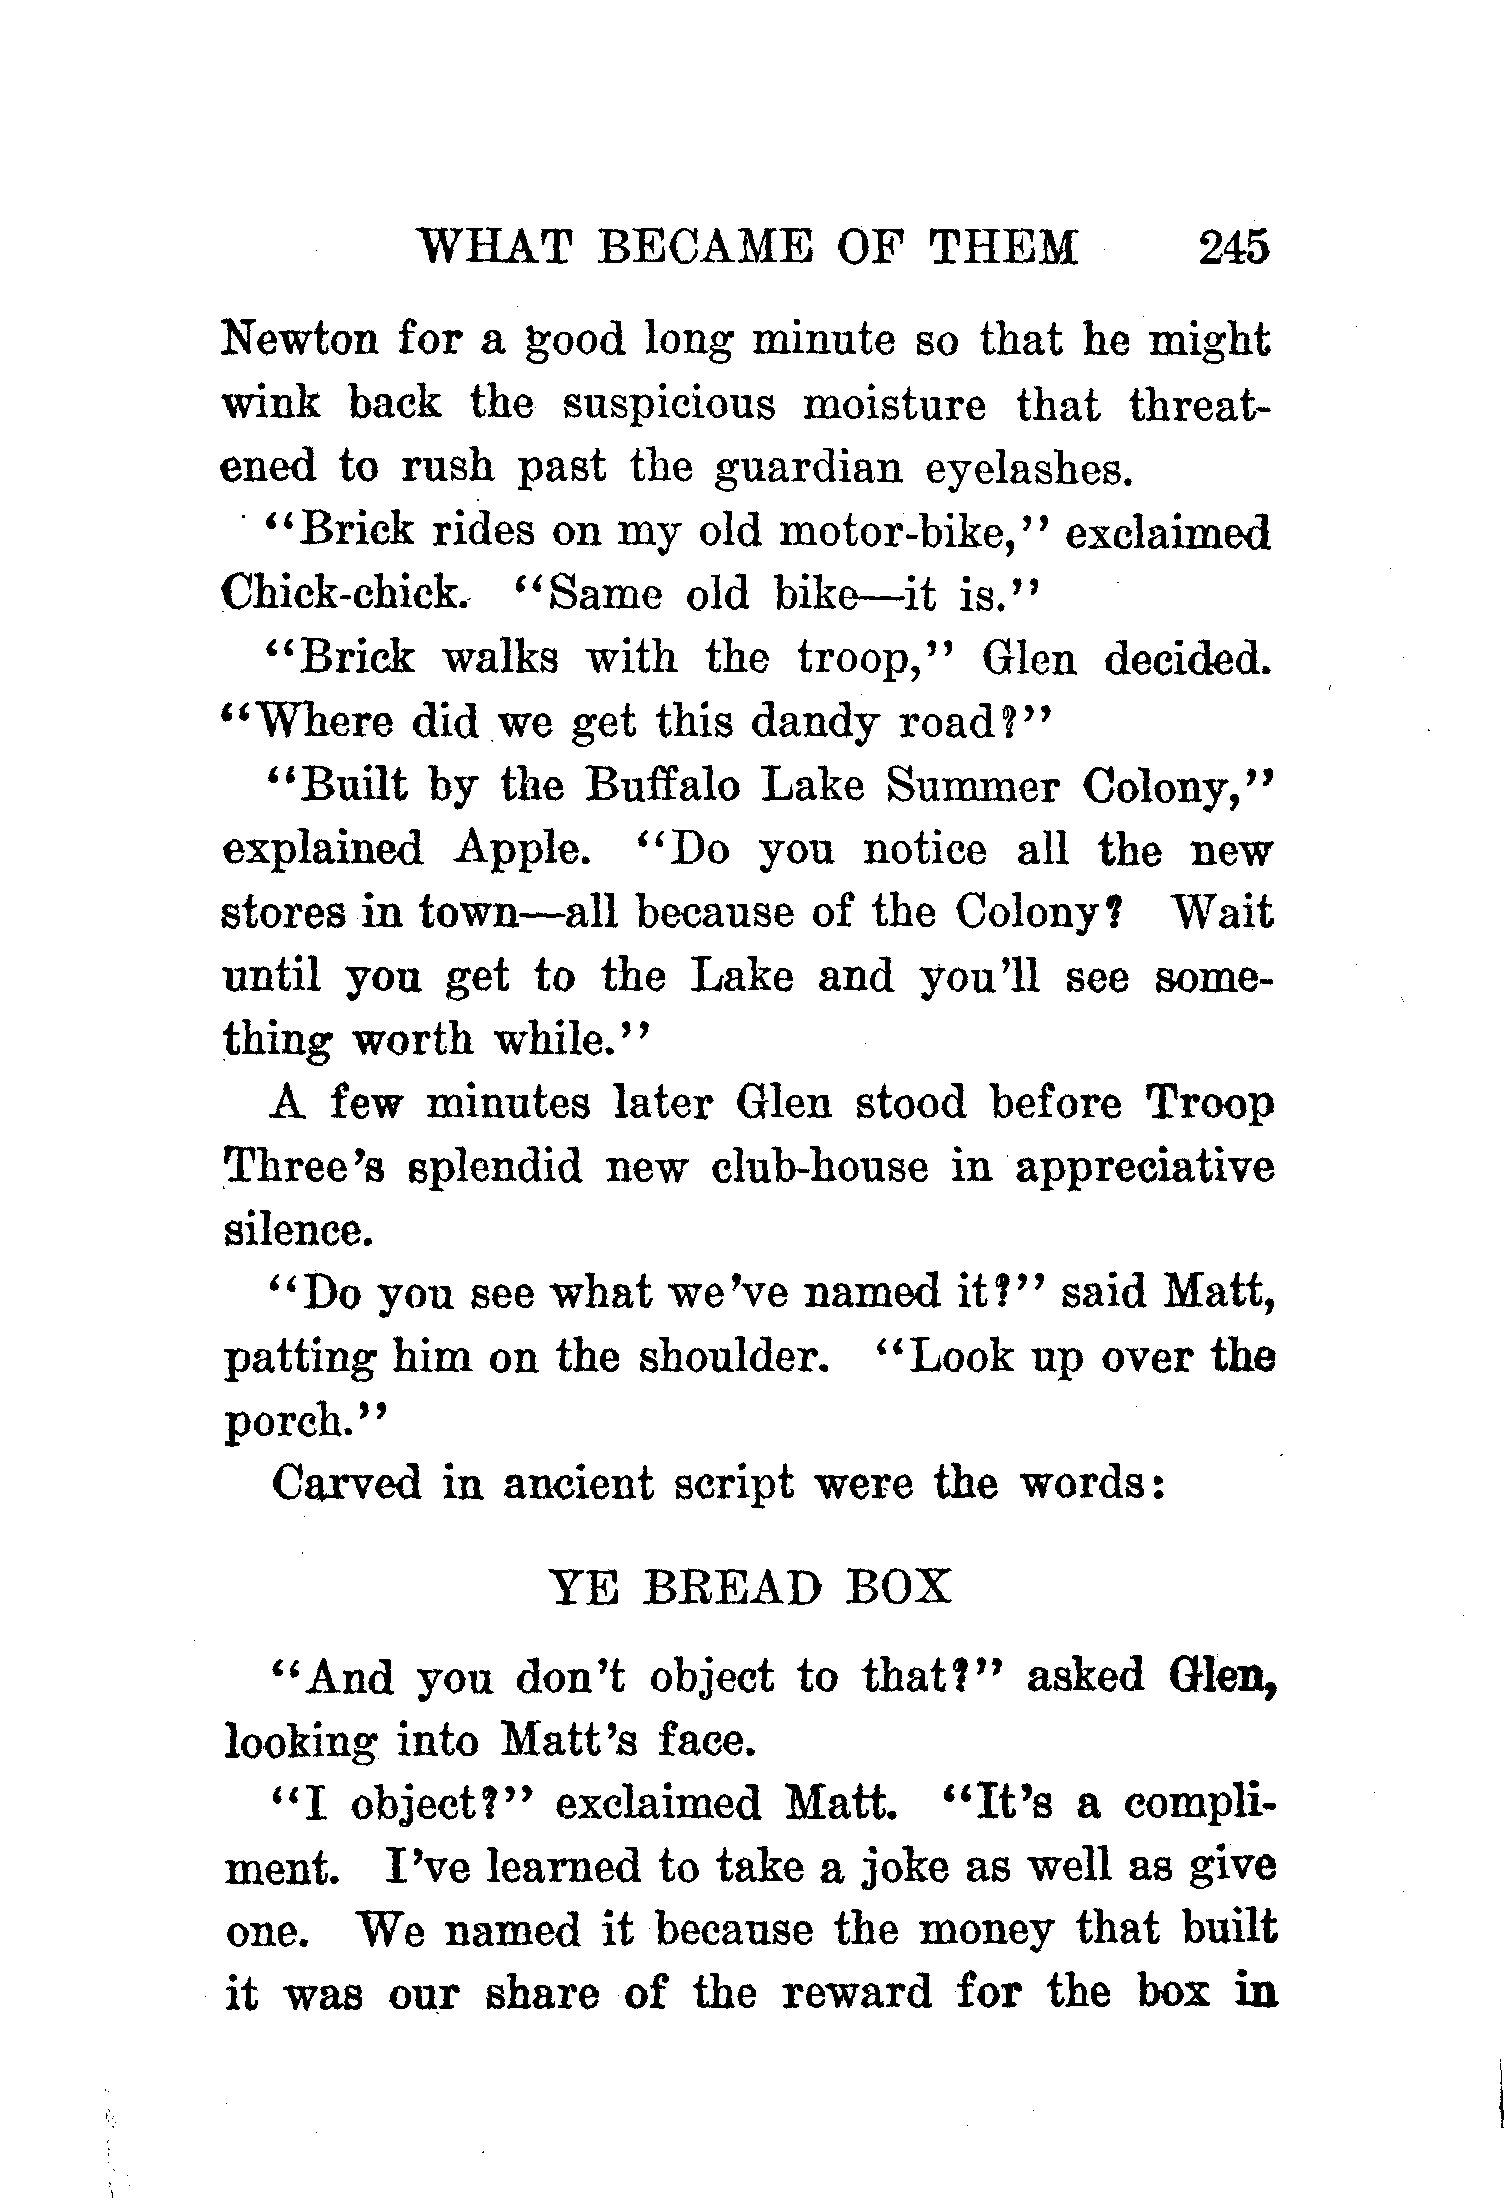 WHAT BECAME OF THEM 245
Newton for a good long minute so that he might
wink back the suspicious moisture that threat-
ened to rush past the guardian eyelashes.
“Brick rides on my old motor-bike,” exclaimed
Chick-chick. “Same old bike—it is.”
“Brick walks with the troop,” Glen decided.
“Where did we get this dandy road?”
“Built by the Buffalo Lake Summer Colony,”
explained Apple. “Do you notice all the new
stores in town—all because of the Colony? Wait
until you get to the Lake and you’ll see some-
thing worth while.”
A few minutes later Glen stood before Troop
Three’s splendid new club-house in appreciative
silence.
“Do you see what we’ve named it?” said Matt,
patting him on the shoulder. “Look up over the
porch.”
Carved in ancient script were the words:
YE BREAD BOX
“And you don’t object to that?” asked Glen,
looking into Matt’s face.
“I object?” exclaimed Matt. “It’s a compli-
ment. I’ve learned to take a joke as well as give
one. We named it because the money that built
it was our share of the reward for the box in